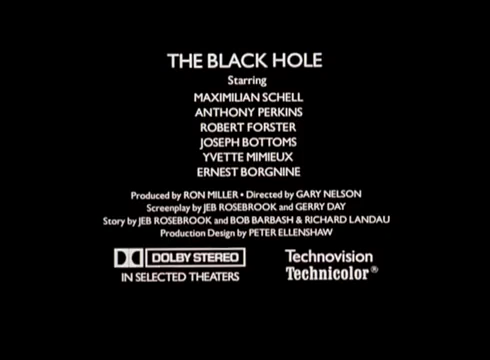 THE BLACK HOLE
Starring
MAXIMILIAN SCHELL
ANTHONY PERKINS
ROBERT FORSTER
JOSEPH BOTTOMS
YVETTE MIMIEUX
ERNEST BORGNINE
Produced by RON MILLER • Directed by GARY NELSON
Screenplay by JEB ROSEBROOK and GERRY DAY
Story by JEB ROSEBROOK and BOB BARBASH & RICHARD LANDAU
Production Design by PETER ELLENSHAW
DOLBY STEREO
IN SELECTED THEATERS
Technovision
Technicolor®